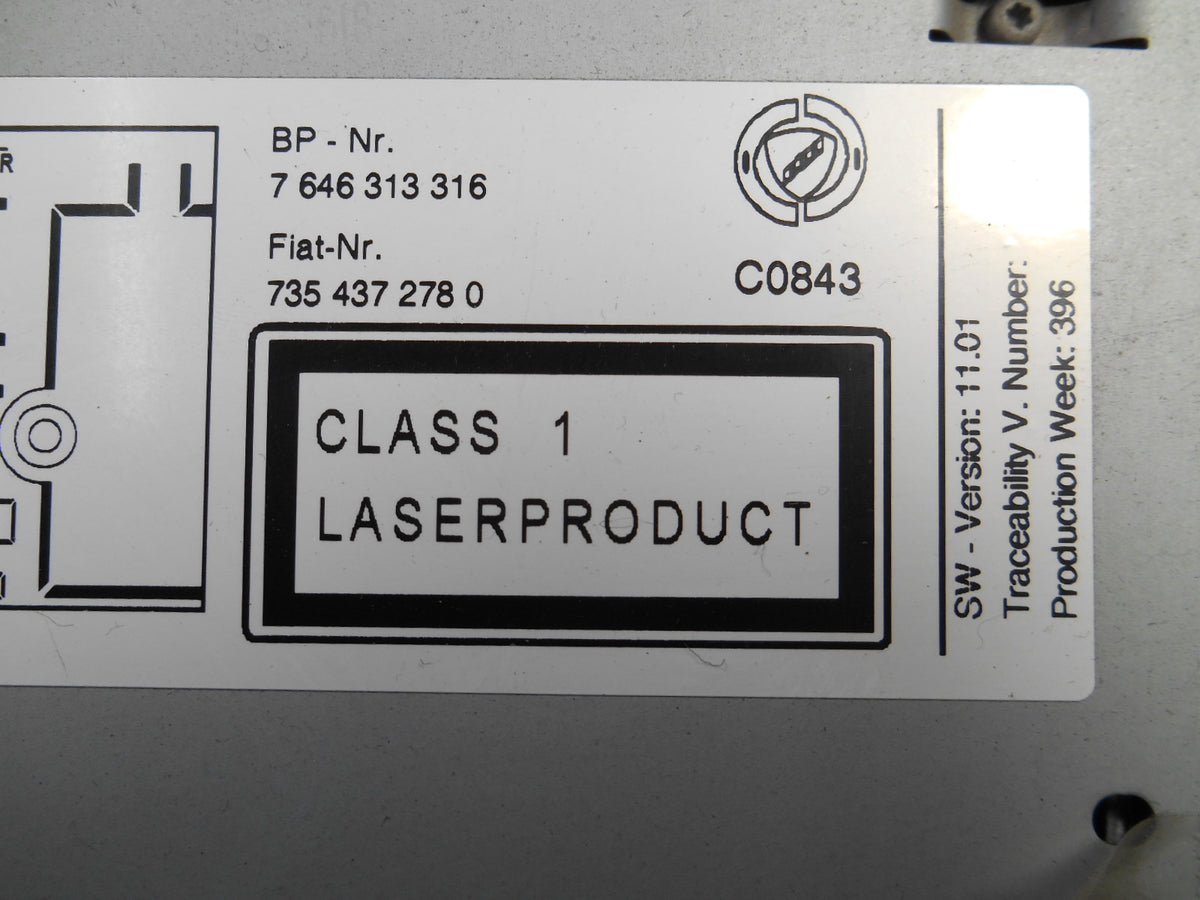 R
BP - Nr.
7 646 313 316
Fiat-Nr.
735 437 278 0
C0843
CLASS 1
LASERPRODUCT
SW - Version: 11.01
Traceability V. Number:
Production Week: 396